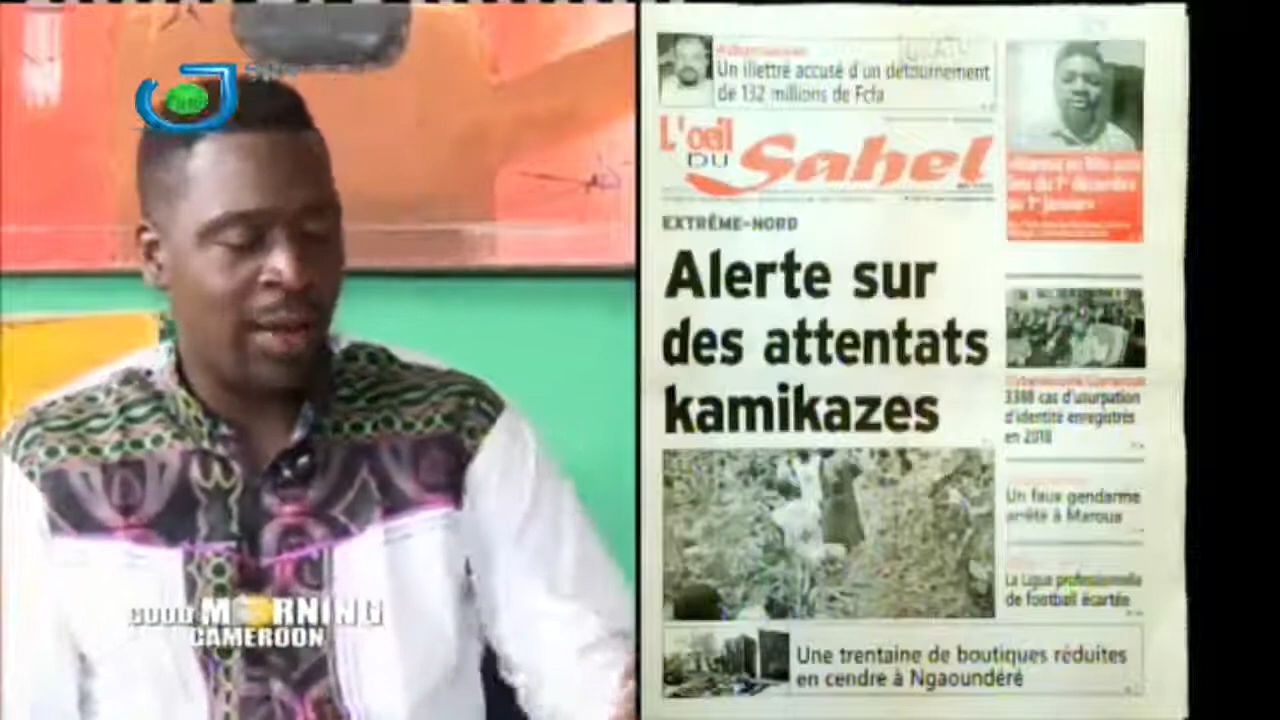 GOOD MORNING
CAMEROON
Un illettré accusé d'un détournement
de 132 millions de Fcfa
L'œil
DU
Sahel
EXTRÊME-NORD
Alerte sur
des attentats
kamikazes
3388 cas d'usurpation
d'identité enregistrés
en 2018
Un faux gendarme
arrêté à Maroua
La Ligue professionnelle
de football écartée
Une trentaine de boutiques réduites
en cendre à Ngaoundéré